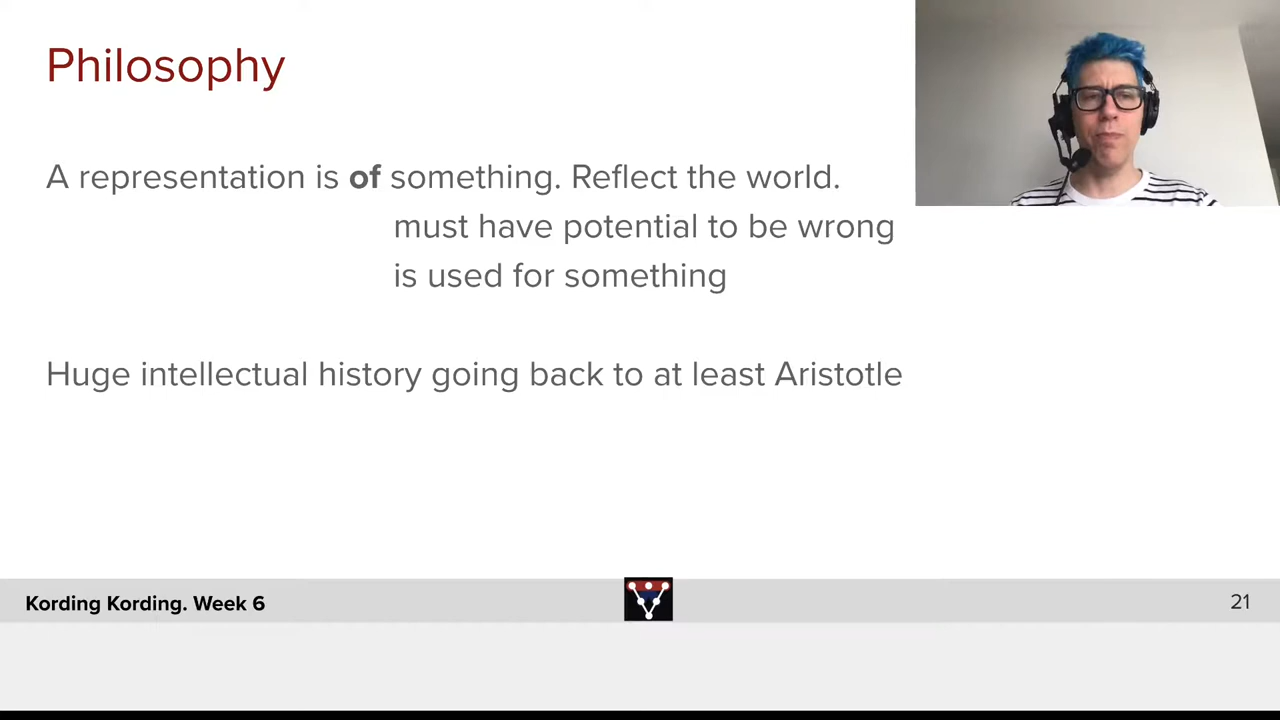 Philosophy
A representation is of something. Reflect the world.
must have potential to be wrong
is used for something
Huge intellectual history going back to at least Aristotle
Kording Kording. Week 6
21